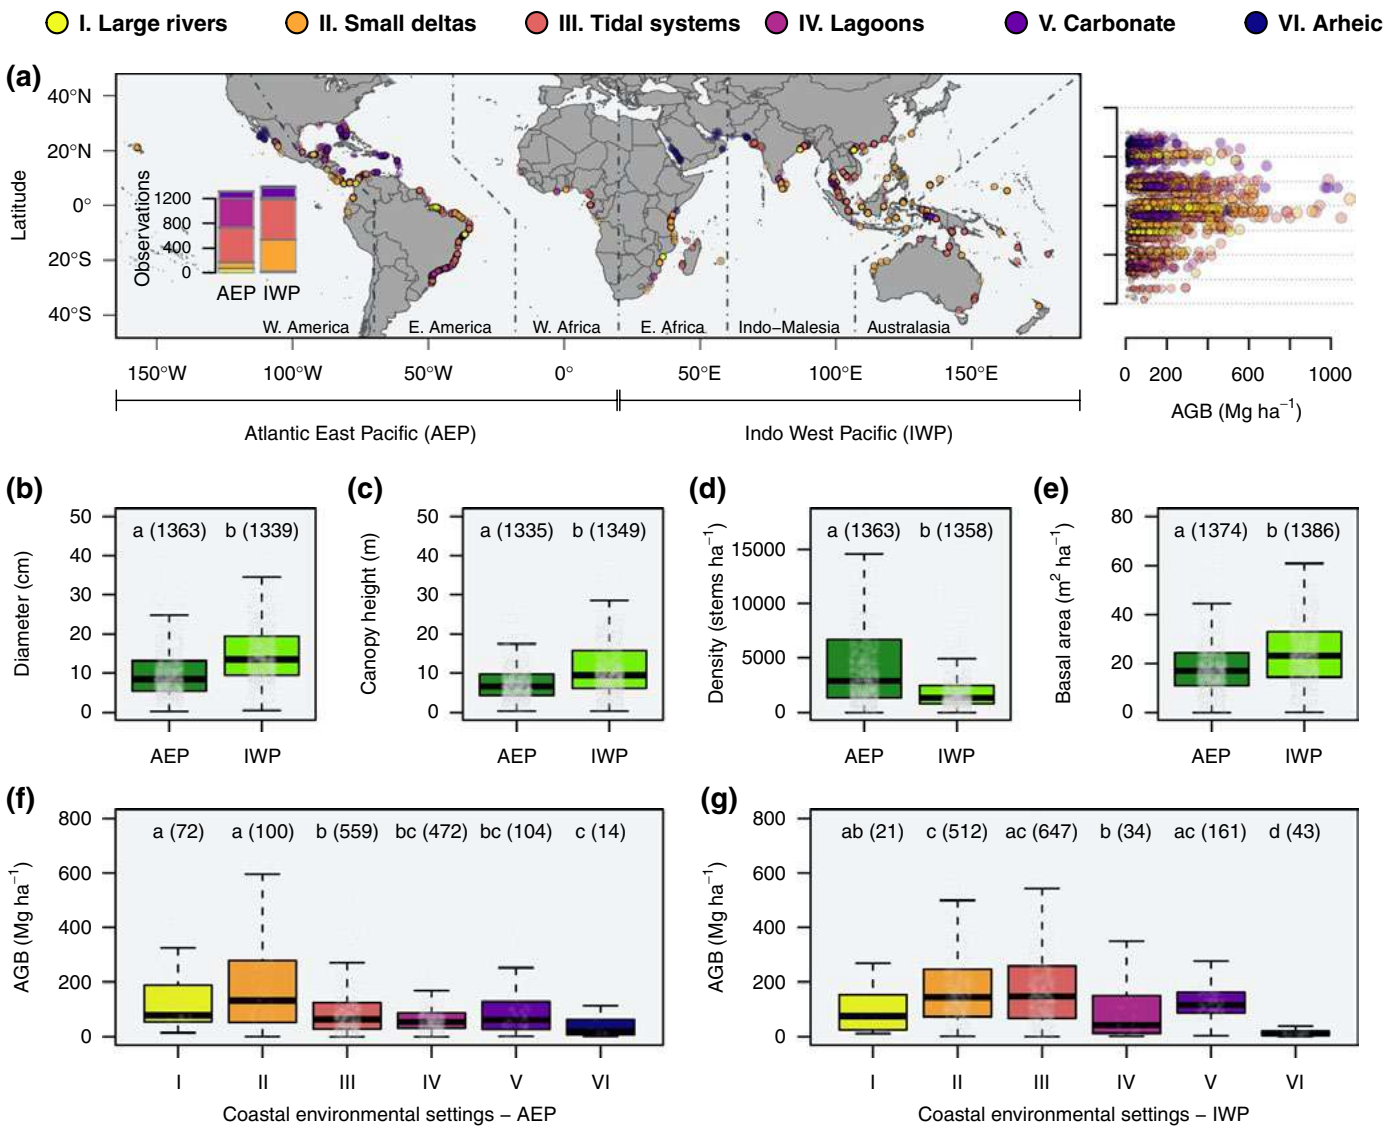 I. Large rivers II. Small deltas III. Tidal systems IV. Lagoons V. Carbonate VI. Arheic
(a)
Latitude
40°N
20°N
0°
20°S
40°S
Observations
1200
800
400
0
AEP IWP
W. America E. America W. Africa E. Africa Indo−Malesia Australasia
150°W 100°W 50°W 0° 50°E 100°E 150°E
Atlantic East Pacific (AEP) Indo West Pacific (IWP)
0 200 600 1000
AGB (Mg ha−1)
(b)
Diameter (cm)
50
40
30
20
10
0
a (1363) b (1339)
AEP IWP
(c)
Canopy height (m)
50
40
30
20
10
0
a (1335) b (1349)
AEP IWP
(d)
Density (stems ha−1)
15000
10000
5000
0
a (1363) b (1358)
AEP IWP
(e)
Basal area (m2 ha−1)
80
60
40
20
0
a (1374) b (1386)
AEP IWP
(f)
AGB (Mg ha−1)
800
600
400
200
0
a (72) a (100) b (559) bc (472) bc (104) c (14)
I II III IV V VI
Coastal environmental settings − AEP
(g)
AGB (Mg ha−1)
800
600
400
200
0
ab (21) c (512) ac (647) b (34) ac (161) d (43)
I II III IV V VI
Coastal environmental settings − IWP